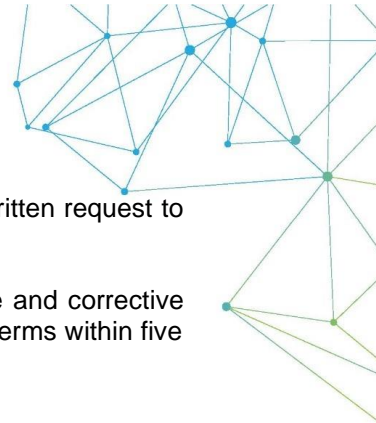 ritten request to
e and corrective
erms within five